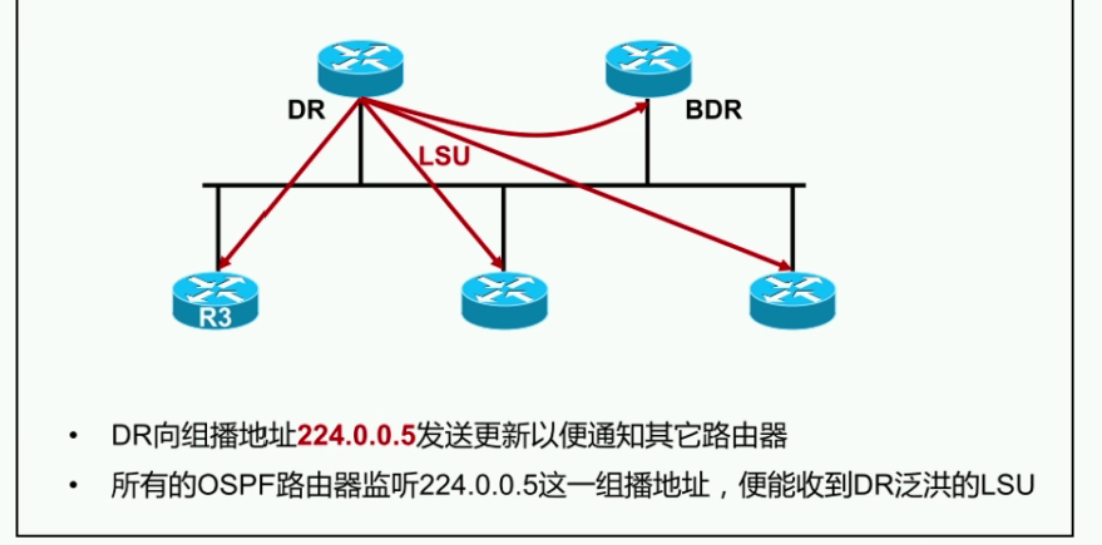 DR
BDR
LSU
R3
• DR向组播地址224.0.0.5发送更新以便通知其它路由器
• 所有的OSPF路由器监听224.0.0.5这一组播地址，便能收到DR泛洪的LSU